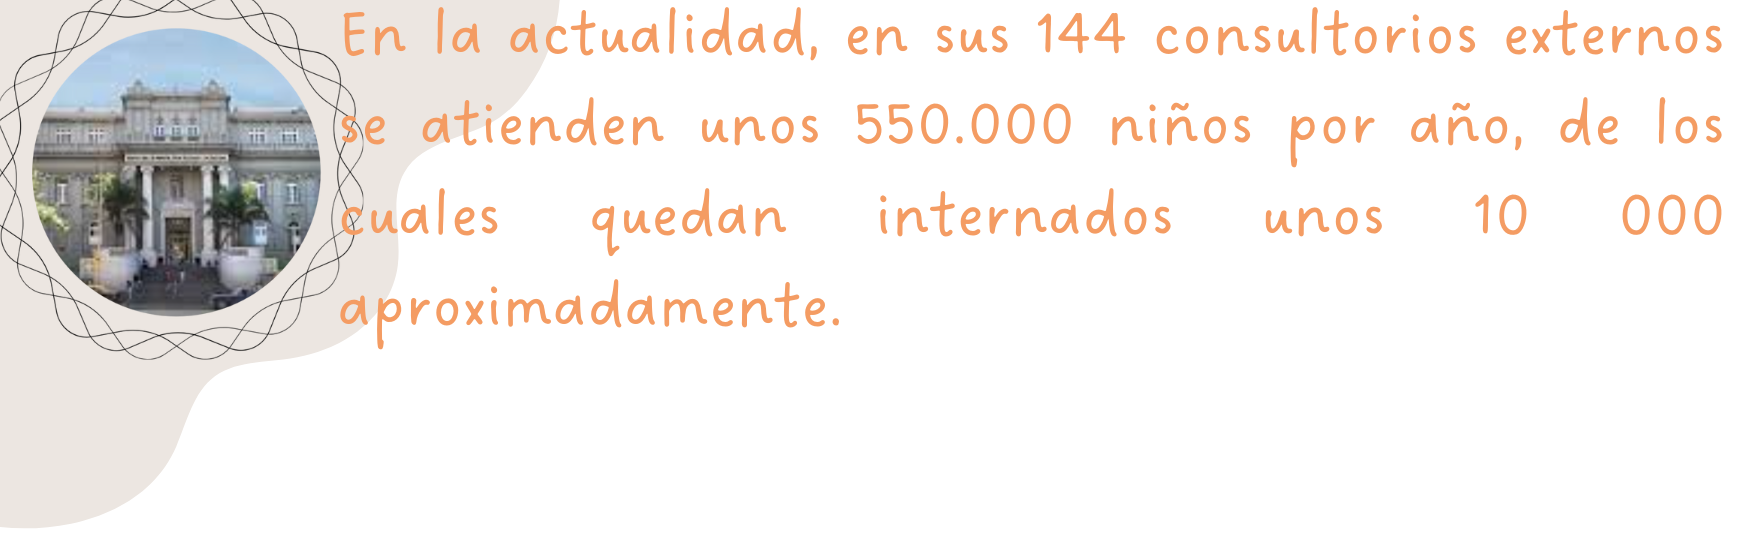 En la actualidad, en sus 144 consultorios externos
se atienden unos 550.000 niños por año, de los
cuales quedan internados unos 10 000
aproximadamente.